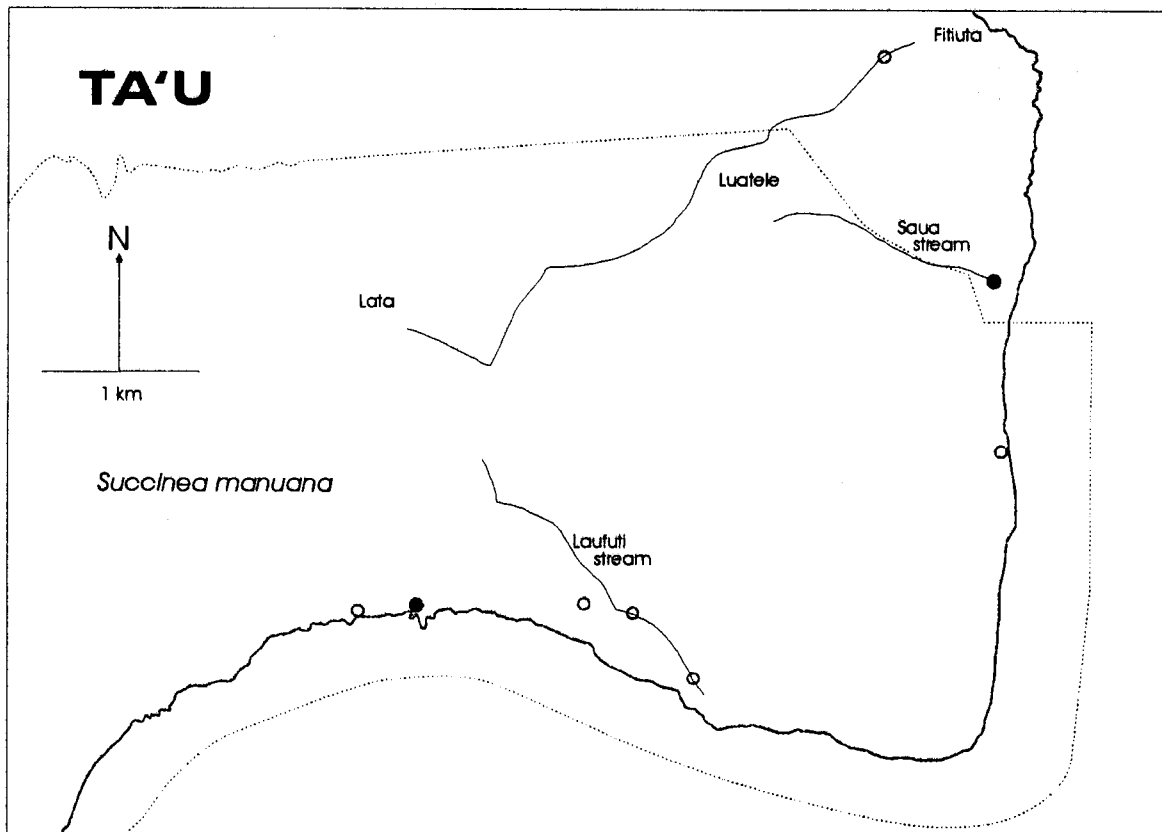 TA‘U
Fitiuta
Luatele
Saua
stream
N
Lata
1 km
Succinea manuana
Laufuti
stream